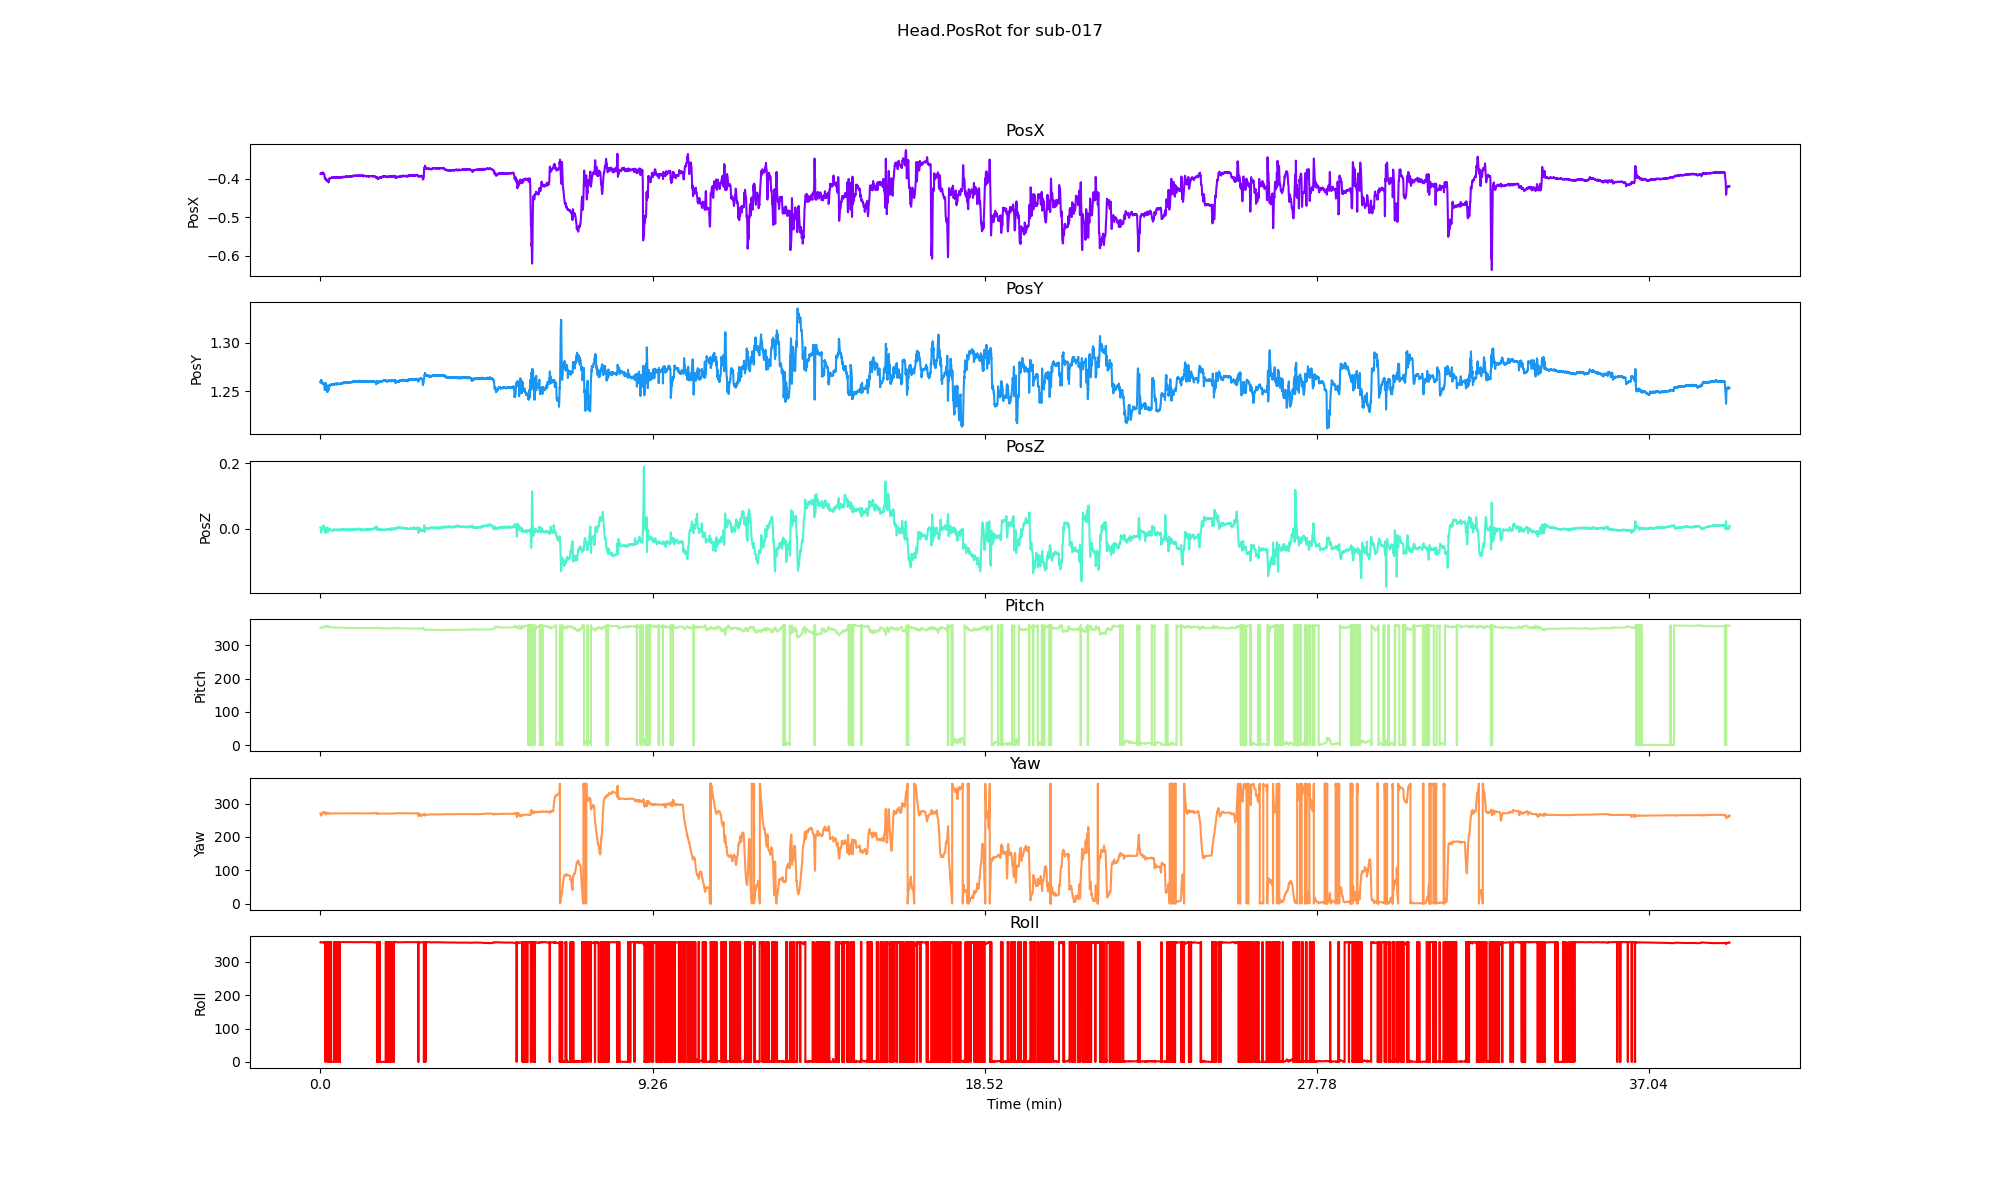 Head.PosRot for sub-017
PosX
PosX
−0.4
−0.5
−0.6
PosY
PosY
1.30
1.25
PosZ
PosZ
0.2
0.0
Pitch
Pitch
300
200
100
0
Yaw
Yaw
300
200
100
0
Roll
Roll
300
200
100
0
0.0 9.26 18.52 27.78 37.04
Time (min)